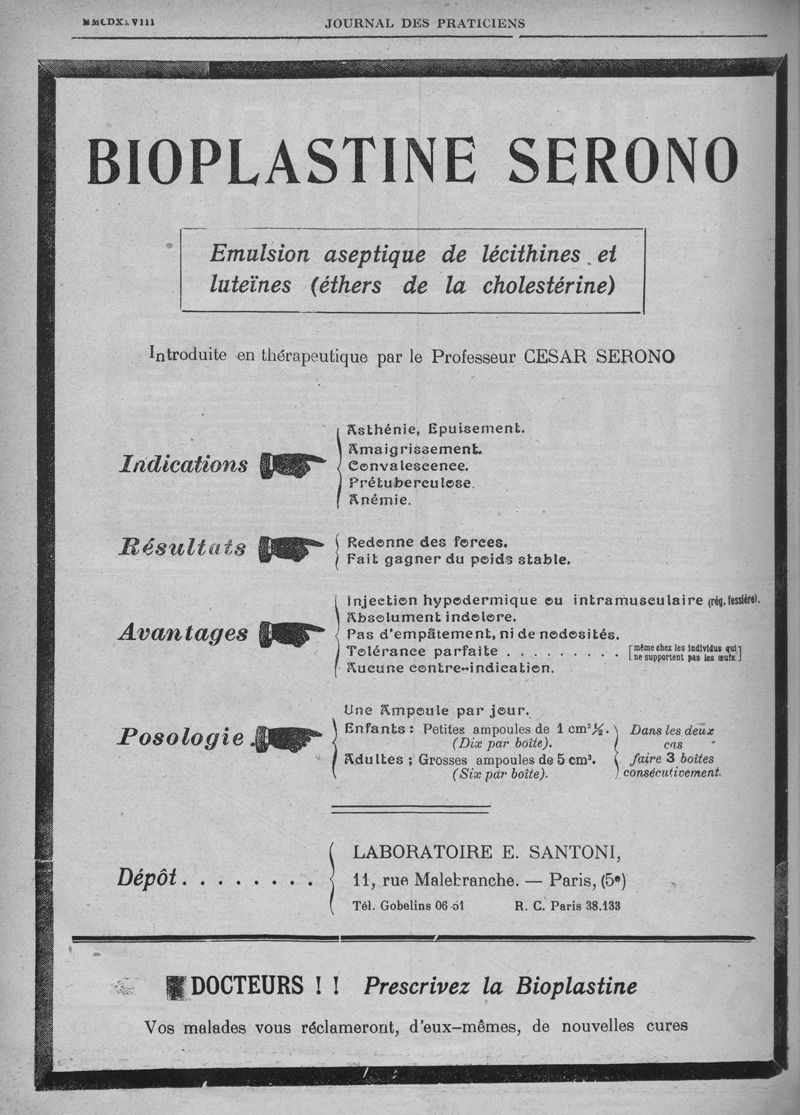 JOURNAL DES PRATICIENS
BIOPLASTINE SERONO
Emulsion aseptique de lécithines et
luteïnes (éthers de la cholestérine)
Introduite en thérapeutique par le Professeur CESAR SERONO
Indications
Asthénie, Epuisement.
Amaigrissement.
Convalescence.
Prétuberculose.
Anémie.
Résultats
Redonne des forces.
Fait gagner du poids stable.
Avantages
Injection hypodermique ou intramusculaire (rég. fessière).
Absolument indolore.
Pas d'empâtement, ni de nodosités.
Tolérance parfaite . . . . . . . . . [même chez les individus qui
ne supportent pas les œufs.]
Aucune contre-indication.
Posologie
Une Ampoule par jour.
Enfants : Petites ampoules de 1 cm³ ½.
(Dix par boîte).
Adultes ; Grosses ampoules de 5 cm³.
(Six par boîte).
Dans les deux
cas
faire 3 boîtes
consécutivement.
Dépôt. . . . . . . .
LABORATOIRE E. SANTONI,
11, rue Malebranche. — Paris, (5e)
Tél. Gobelins 06-51 R. C. Paris 38.133
DOCTEURS ! ! Prescrivez la Bioplastine
Vos malades vous réclameront, d'eux-mêmes, de nouvelles cures